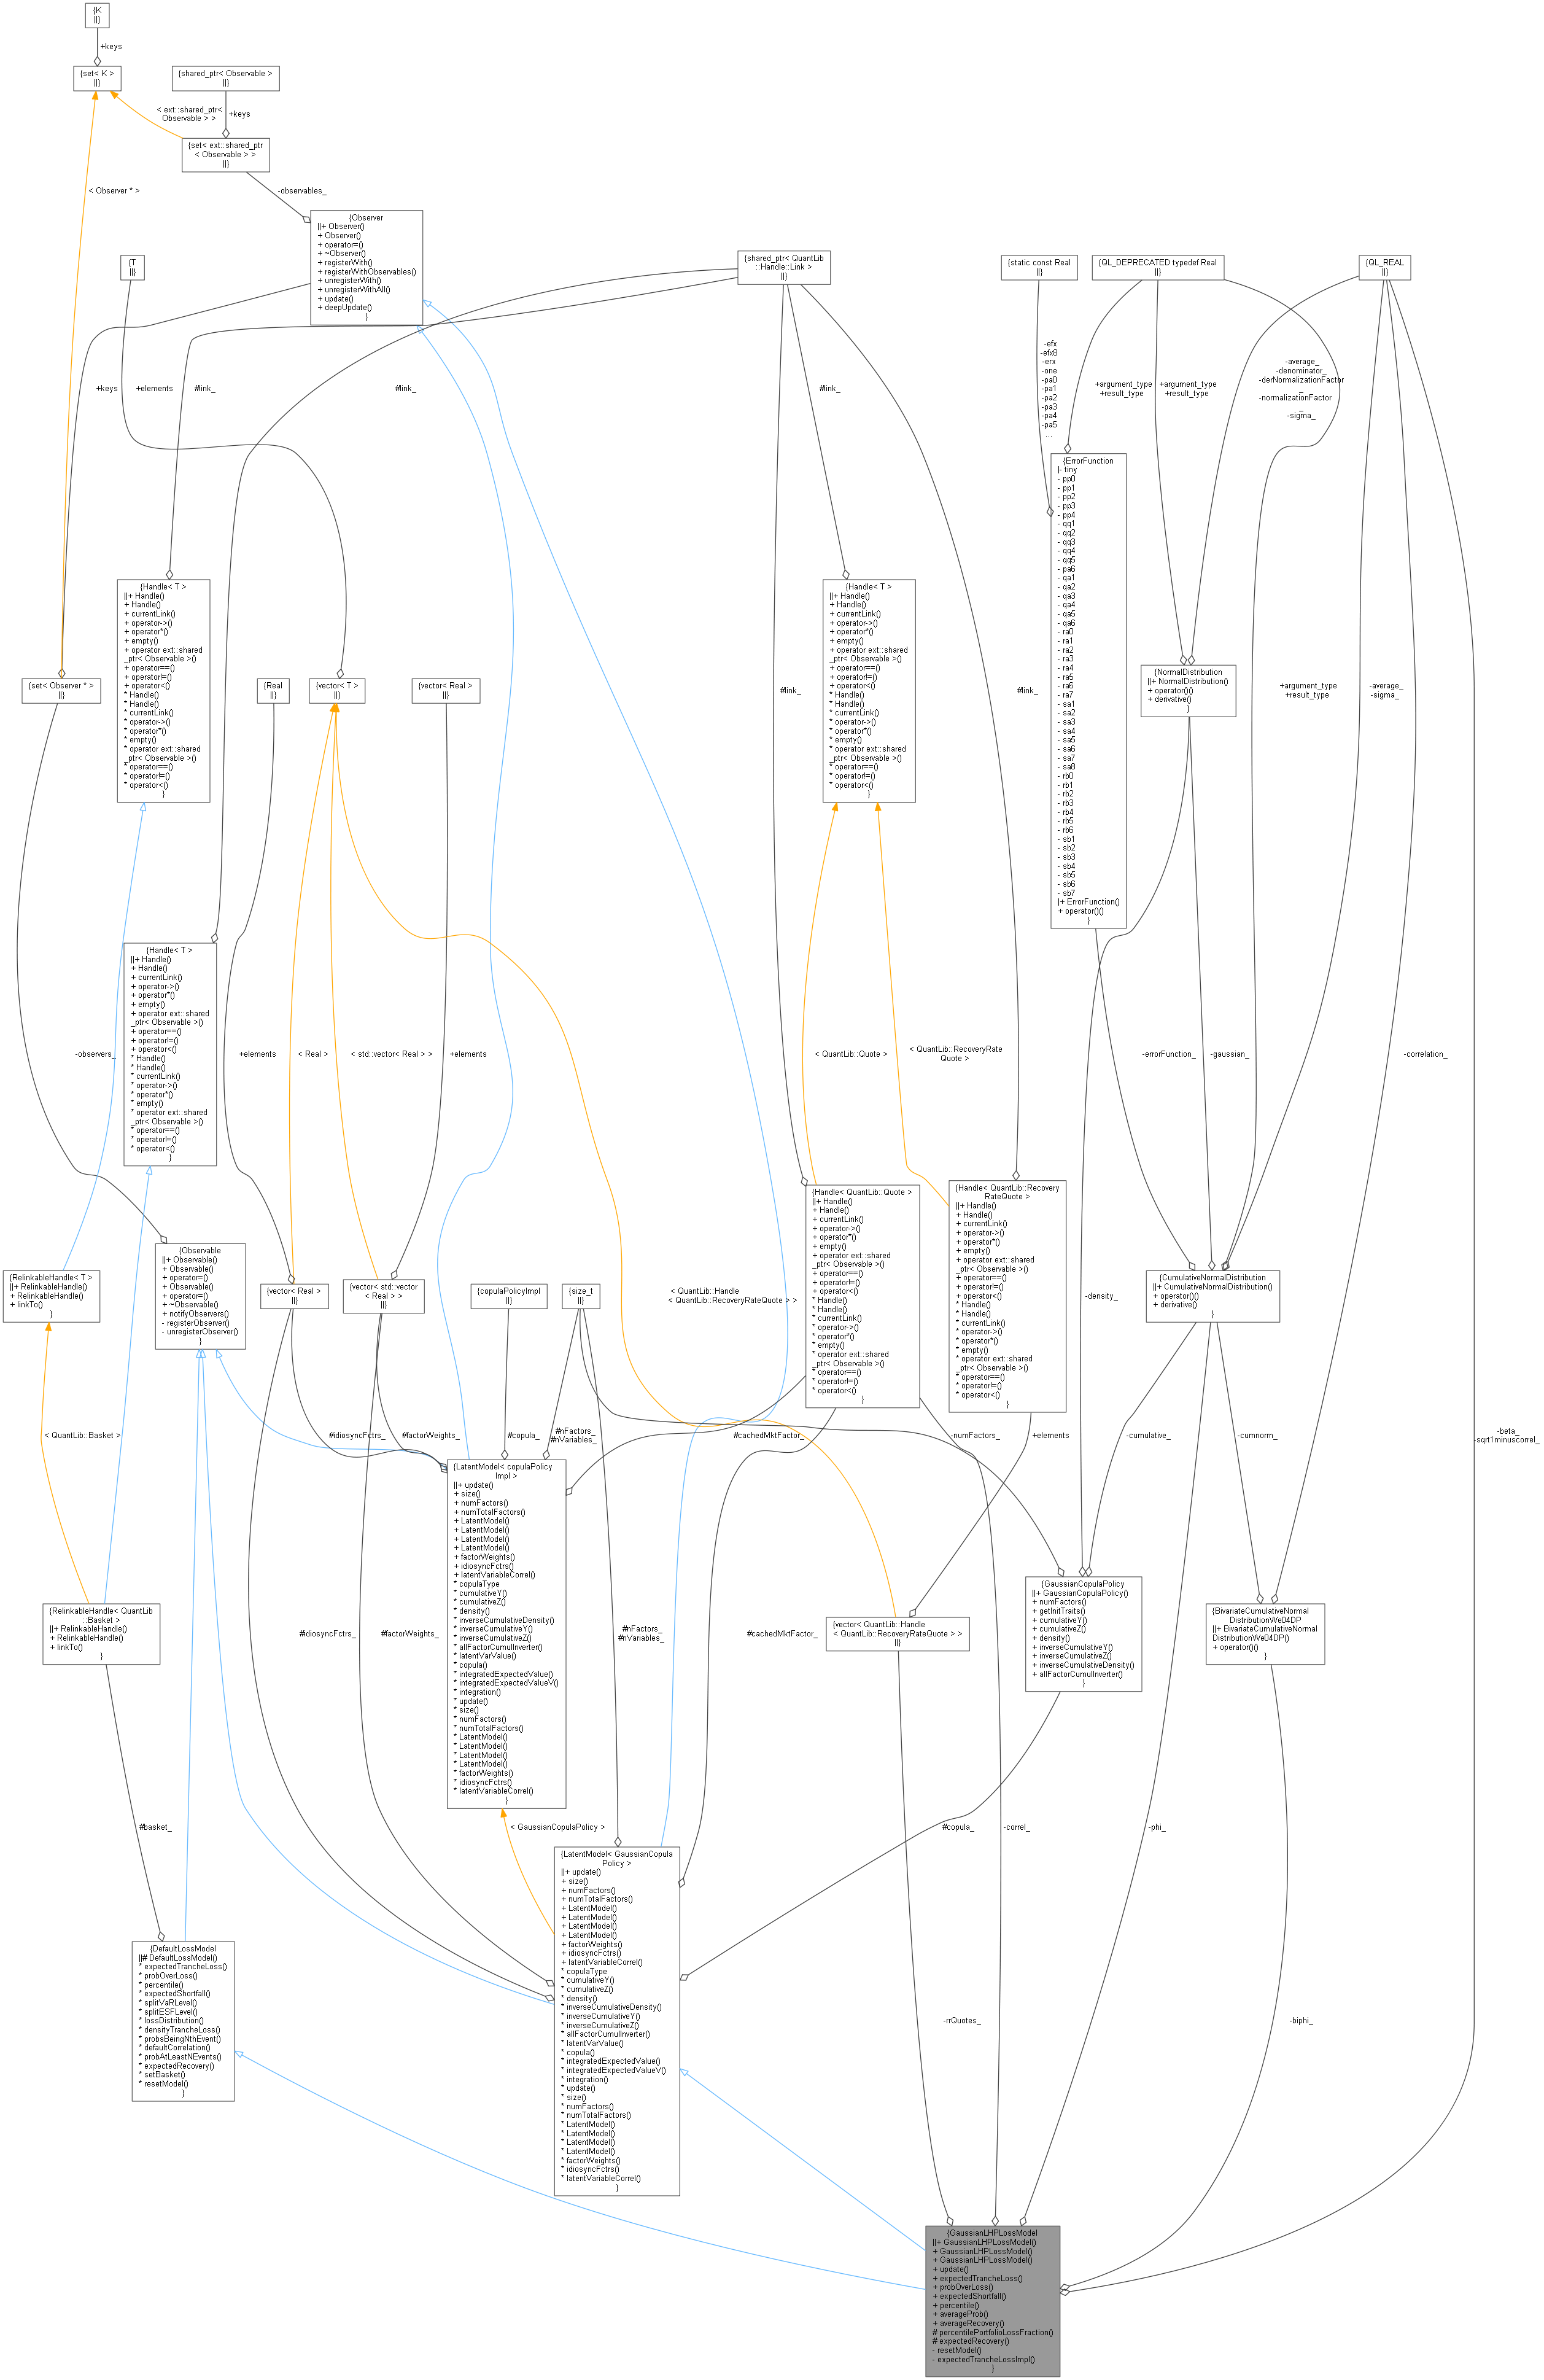 {K
||}
+keys
{set< K >
||}
{shared_ptr< Observable >
||}
< ext::shared_ptr<
Observable > >
+keys
{set< ext::shared_ptr
< Observable > >
||}
< Observer * >
-observables_
{Observer
||+ Observer()
+ Observer()
+ operator=()
+ ~Observer()
+ registerWith()
+ registerWithObservables()
+ unregisterWith()
+ unregisterWithAll()
+ update()
+ deepUpdate()
}
{T
||}
{shared_ptr< QuantLib
::Handle::Link >
||}
{static const Real
||}
{QL_DEPRECATED typedef Real
||}
{QL_REAL
||}
+keys
+elements
#link_
#link_
#link_
-efx
-efx8
-erx
-one
-pa0
-pa1
-pa2
-pa3
-pa4
-pa5
...
+argument_type
+result_type
+argument_type
+result_type
-average_
-denominator_
-derNormalizationFactor
_
-normalizationFactor
_
-sigma_
{ErrorFunction
|- tiny
- pp0
- pp1
- pp2
- pp3
- pp4
- qq1
- qq2
- qq3
- qq4
- qq5
- pa6
- qa1
- qa2
- qa3
- qa4
- qa5
- qa6
- ra0
- ra1
- ra2
- ra3
- ra4
- ra5
- ra6
- ra7
- sa1
- sa2
- sa3
- sa4
- sa5
- sa6
- sa7
- sa8
- rb0
- rb1
- rb2
- rb3
- rb4
- rb5
- rb6
- sb1
- sb2
- sb3
- sb4
- sb5
- sb6
- sb7
|+ ErrorFunction()
+ operator()()
}
{Handle< T >
||+ Handle()
+ Handle()
+ currentLink()
+ operator->()
+ operator*()
+ empty()
+ operator ext::shared
_ptr< Observable >()
+ operator==()
+ operator!=()
+ operator<()
* Handle()
* Handle()
* currentLink()
* operator->()
* operator*()
* empty()
* operator ext::shared
_ptr< Observable >()
* operator==()
* operator!=()
* operator<()
}
{Handle< T >
||+ Handle()
+ Handle()
+ currentLink()
+ operator->()
+ operator*()
+ empty()
+ operator ext::shared
_ptr< Observable >()
+ operator==()
+ operator!=()
+ operator<()
* Handle()
* Handle()
* currentLink()
* operator->()
* operator*()
* empty()
* operator ext::shared
_ptr< Observable >()
* operator==()
* operator!=()
* operator<()
}
{set< Observer * >
||}
{Real
||}
{vector< T >
||}
{vector< Real >
||}
#link_
#link_
{NormalDistribution
||+ NormalDistribution()
+ operator()()
+ derivative()
}
+argument_type
+result_type
-average_
-sigma_
{Handle< T >
||+ Handle()
+ Handle()
+ currentLink()
+ operator->()
+ operator*()
+ empty()
+ operator ext::shared
_ptr< Observable >()
+ operator==()
+ operator!=()
+ operator<()
* Handle()
* Handle()
* currentLink()
* operator->()
* operator*()
* empty()
* operator ext::shared
_ptr< Observable >()
* operator==()
* operator!=()
* operator<()
}
-observers_
+elements
< Real >
< std::vector< Real > >
+elements
< QuantLib::Quote >
< QuantLib::RecoveryRate
Quote >
-errorFunction_
-gaussian_
-correlation_
{Observable
||+ Observable()
+ Observable()
+ operator=()
+ Observable()
+ operator=()
+ ~Observable()
+ notifyObservers()
- registerObserver()
- unregisterObserver()
}
{RelinkableHandle< T >
||+ RelinkableHandle()
+ RelinkableHandle()
+ linkTo()
}
{vector< Real >
||}
{vector< std::vector
< Real > >
||}
{copulaPolicyImpl
||}
{size_t
||}
< QuantLib::Handle
< QuantLib::RecoveryRateQuote > >
{Handle< QuantLib::Quote >
||+ Handle()
+ Handle()
+ currentLink()
+ operator->()
+ operator*()
+ empty()
+ operator ext::shared
_ptr< Observable >()
+ operator==()
+ operator!=()
+ operator<()
* Handle()
* Handle()
* currentLink()
* operator->()
* operator*()
* empty()
* operator ext::shared
_ptr< Observable >()
* operator==()
* operator!=()
* operator<()
}
{Handle< QuantLib::Recovery
RateQuote >
||+ Handle()
+ Handle()
+ currentLink()
+ operator->()
+ operator*()
+ empty()
+ operator ext::shared
_ptr< Observable >()
+ operator==()
+ operator!=()
+ operator<()
* Handle()
* Handle()
* currentLink()
* operator->()
* operator*()
* empty()
* operator ext::shared
_ptr< Observable >()
* operator==()
* operator!=()
* operator<()
}
-density_
{CumulativeNormalDistribution
||+ CumulativeNormalDistribution()
+ operator()()
+ derivative()
}
< QuantLib::Basket >
#idiosyncFctrs_
#factorWeights_
#copula_
#nFactors_
#nVariables_
#cachedMktFactor_
-numFactors_
+elements
-cumulative_
-cumnorm_
-beta_
-sqrt1minuscorrel_
{LatentModel< copulaPolicy
Impl >
||+ update()
+ size()
+ numFactors()
+ numTotalFactors()
+ LatentModel()
+ LatentModel()
+ LatentModel()
+ LatentModel()
+ factorWeights()
+ idiosyncFctrs()
+ latentVariableCorrel()
* copulaType
* cumulativeY()
* cumulativeZ()
* density()
* inverseCumulativeDensity()
* inverseCumulativeY()
* inverseCumulativeZ()
* allFactorCumulInverter()
* latentVarValue()
* copula()
* integratedExpectedValue()
* integratedExpectedValueV()
* integration()
* update()
* size()
* numFactors()
* numTotalFactors()
* LatentModel()
* LatentModel()
* LatentModel()
* LatentModel()
* factorWeights()
* idiosyncFctrs()
* latentVariableCorrel()
}
{RelinkableHandle< QuantLib
::Basket >
||+ RelinkableHandle()
+ RelinkableHandle()
+ linkTo()
}
#idiosyncFctrs_
#factorWeights_
#nFactors_
#nVariables_
#cachedMktFactor_
{vector< QuantLib::Handle
< QuantLib::RecoveryRateQuote > >
||}
{GaussianCopulaPolicy
||+ GaussianCopulaPolicy()
+ numFactors()
+ getInitTraits()
+ cumulativeY()
+ cumulativeZ()
+ density()
+ inverseCumulativeY()
+ inverseCumulativeZ()
+ inverseCumulativeDensity()
+ allFactorCumulInverter()
}
{BivariateCumulativeNormal
DistributionWe04DP
||+ BivariateCumulativeNormal
DistributionWe04DP()
+ operator()()
}
#basket_
< GaussianCopulaPolicy >
#copula_
-correl_
-phi_
{LatentModel< GaussianCopula
Policy >
||+ update()
+ size()
+ numFactors()
+ numTotalFactors()
+ LatentModel()
+ LatentModel()
+ LatentModel()
+ LatentModel()
+ factorWeights()
+ idiosyncFctrs()
+ latentVariableCorrel()
* copulaType
* cumulativeY()
* cumulativeZ()
* density()
* inverseCumulativeDensity()
* inverseCumulativeY()
* inverseCumulativeZ()
* allFactorCumulInverter()
* latentVarValue()
* copula()
* integratedExpectedValue()
* integratedExpectedValueV()
* integration()
* update()
* size()
* numFactors()
* numTotalFactors()
* LatentModel()
* LatentModel()
* LatentModel()
* LatentModel()
* factorWeights()
* idiosyncFctrs()
* latentVariableCorrel()
}
{DefaultLossModel
||# DefaultLossModel()
* expectedTrancheLoss()
* probOverLoss()
* percentile()
* expectedShortfall()
* splitVaRLevel()
* splitESFLevel()
* lossDistribution()
* densityTrancheLoss()
* probsBeingNthEvent()
* defaultCorrelation()
* probAtLeastNEvents()
* expectedRecovery()
* setBasket()
* resetModel()
}
-rrQuotes_
-biphi_
{GaussianLHPLossModel
||+ GaussianLHPLossModel()
+ GaussianLHPLossModel()
+ GaussianLHPLossModel()
+ update()
+ expectedTrancheLoss()
+ probOverLoss()
+ expectedShortfall()
+ percentile()
+ averageProb()
+ averageRecovery()
# percentilePortfolioLossFraction()
# expectedRecovery()
- resetModel()
- expectedTrancheLossImpl()
}